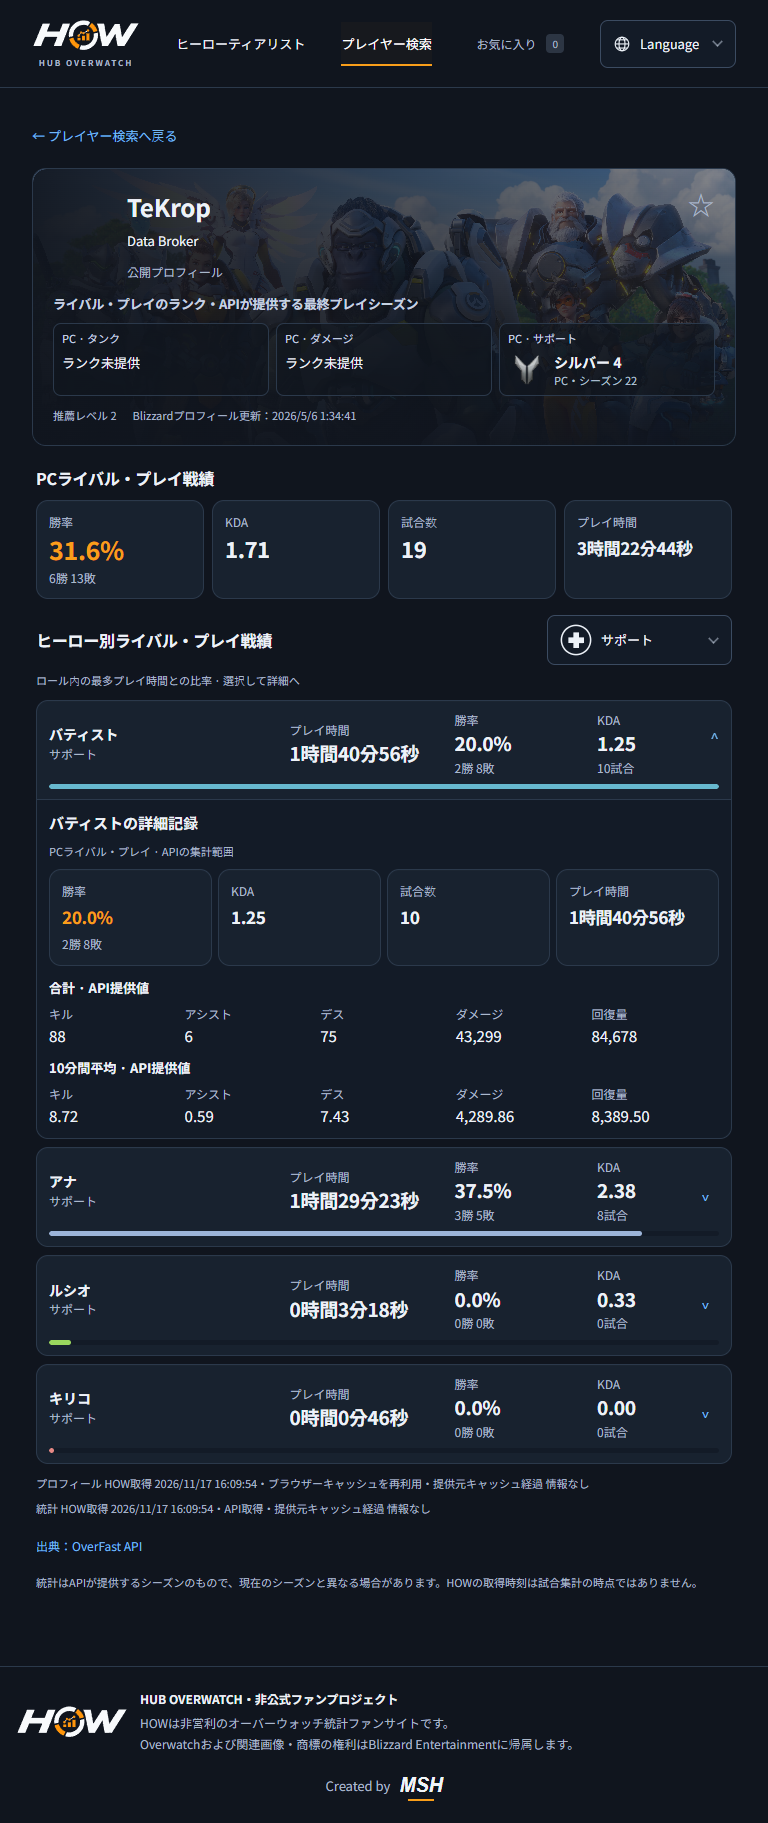 HOW
HUB OVERWATCH
ヒーローティアリスト
プレイヤー検索
お気に入り 0
Language
← プレイヤー検索へ戻る
TeKrop
Data Broker
公開プロフィール
ライバル・プレイのランク・APIが提供する最終プレイシーズン
PC・タンク
ランク未提供
PC・ダメージ
ランク未提供
PC・サポート
シルバー 4
PC・シーズン 22
推薦レベル 2 Blizzardプロフィール更新：2026/5/6 1:34:41
PCライバル・プレイ戦績
勝率
31.6%
6勝 13敗
KDA
1.71
試合数
19
プレイ時間
3時間22分44秒
ヒーロー別ライバル・プレイ戦績
サポート
ロール内の最多プレイ時間との比率・選択して詳細へ
バティスト
サポート
プレイ時間
1時間40分56秒
勝率
20.0%
2勝 8敗
KDA
1.25
10試合
バティストの詳細記録
PCライバル・プレイ・APIの集計範囲
勝率
20.0%
2勝 8敗
KDA
1.25
試合数
10
プレイ時間
1時間40分56秒
合計・API提供値
キル アシスト デス ダメージ 回復量
88 6 75 43,299 84,678
10分間平均・API提供値
キル アシスト デス ダメージ 回復量
8.72 0.59 7.43 4,289.86 8,389.50
アナ
サポート
プレイ時間
1時間29分23秒
勝率
37.5%
3勝 5敗
KDA
2.38
8試合
ルシオ
サポート
プレイ時間
0時間3分18秒
勝率
0.0%
0勝 0敗
KDA
0.33
0試合
キリコ
サポート
プレイ時間
0時間0分46秒
勝率
0.0%
0勝 0敗
KDA
0.00
0試合
プロフィール HOW取得 2026/11/17 16:09:54・ブラウザーキャッシュを再利用・提供元キャッシュ経過 情報なし
統計 HOW取得 2026/11/17 16:09:54・API取得・提供元キャッシュ経過 情報なし
出典：OverFast API
統計はAPIが提供するシーズンのもので、現在のシーズンと異なる場合があります。HOWの取得時刻は試合集計の時点ではありません。
HOW
HUB OVERWATCH・非公式ファンプロジェクト
HOWは非営利のオーバーウォッチ統計ファンサイトです。
Overwatchおよび関連画像・商標の権利はBlizzard Entertainmentに帰属します。
Created by MSH